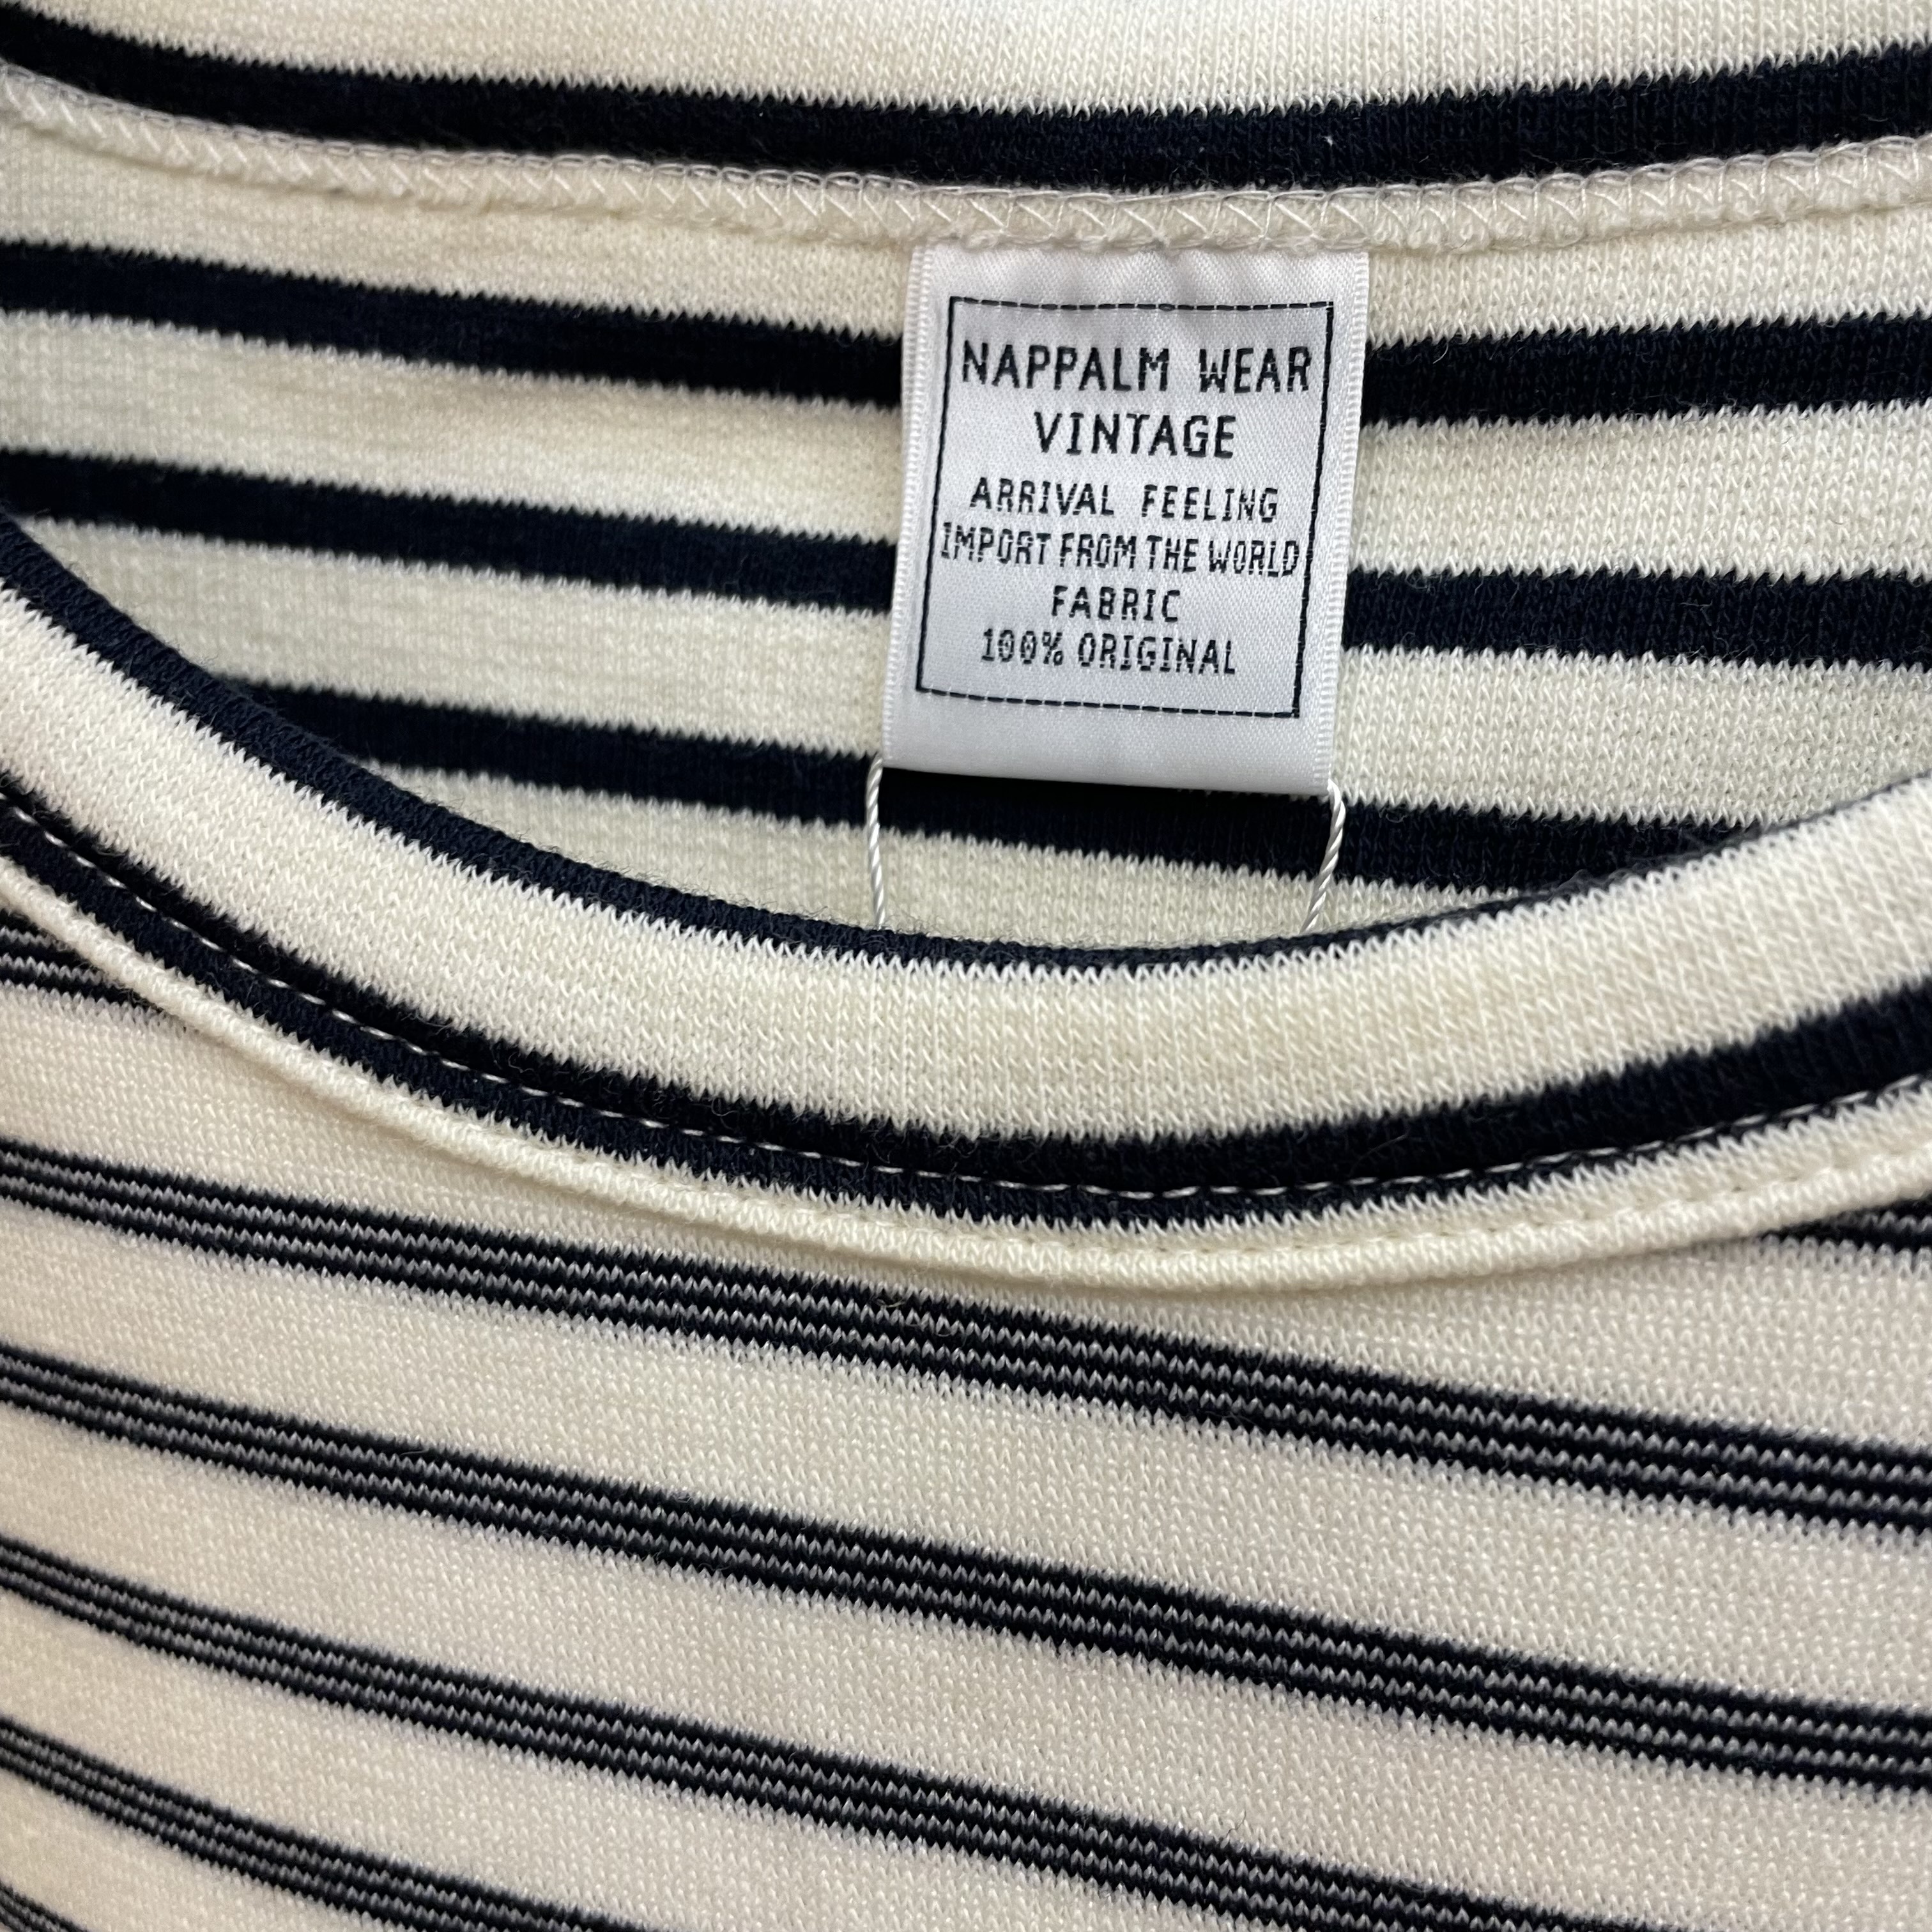 NAPPALM WEAR
VINTAGE
ARRIVAL FEELING
IMPORT FROM THE WORLD
FABRIC
100% ORIGINAL